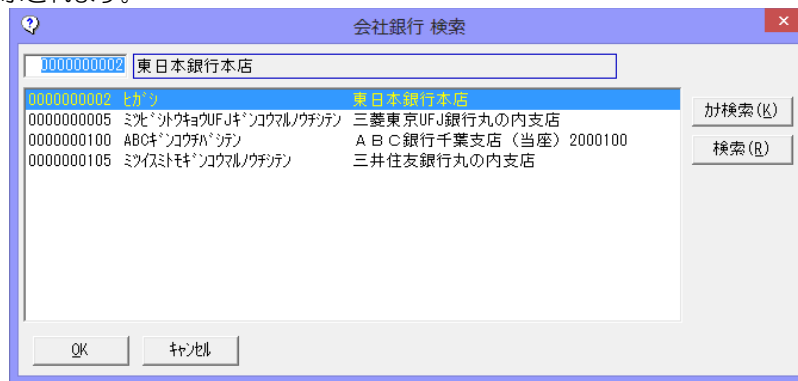 示されます。
会社銀行 検索
0000000002 東日本銀行本店
0000000002 ﾋｶﾞｼ 東日本銀行本店
0000000005 ﾐﾂﾋﾞｼﾄｳｷｮｳUFJｷﾞﾝｺｳﾏﾙﾉｳﾁｼﾃﾝ 三菱東京UFJ銀行丸の内支店
0000000100 ABCｷﾞﾝｺｳﾁﾊﾞｼﾃﾝ ＡＢＣ銀行千葉支店（当座）2000100
0000000105 ﾐﾂｲｽﾐﾄﾓｷﾞﾝｺｳﾏﾙﾉｳﾁｼﾃﾝ 三井住友銀行丸の内支店
ｶﾅ検索(K)
検索(R)
OK ｷｬﾝｾﾙ